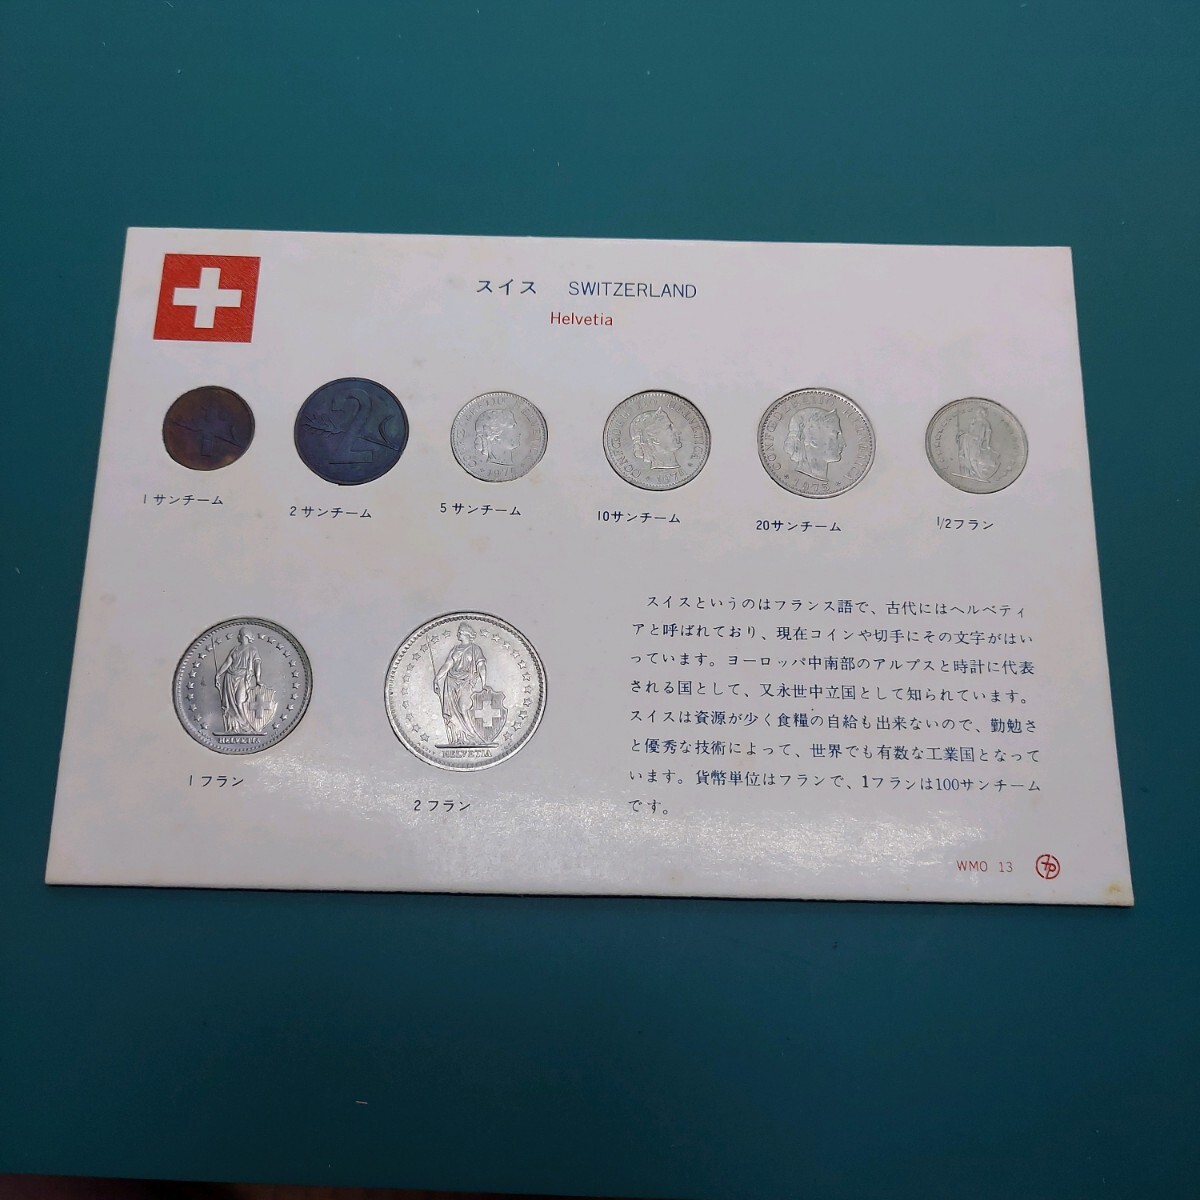 スイス SWITZERLAND
Helvetia
2
CONFOEDERATIO HELVETICA
1971
CONFOEDERATIO HELVETICA
CONFOEDERATIO HELVETICA
1975
1サンチーム
2サンチーム
5サンチーム
10サンチーム
20サンチーム
1/2フラン
HELVETIA
HELVETIA
1フラン
2フラン
スイスというのはフランス語で、古代にはヘルベティ
アと呼ばれており、現在コインや切手にその文字がはい
っています。ヨーロッパ中南部のアルプスと時計に代表
される国として、又永世中立国として知られています。
スイスは資源が少く食糧の自給も出来ないので、勤勉さ
と優秀な技術によって、世界でも有数な工業国となって
います。貨幣単位はフランで、1フランは100サンチーム
です。
WMO 13